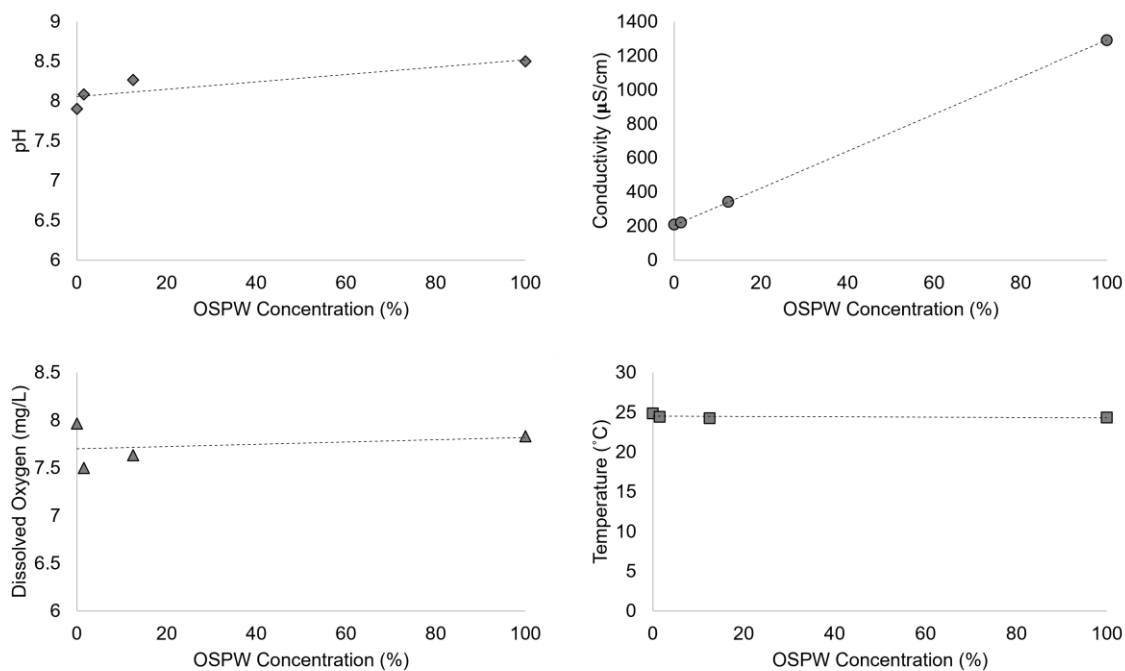 pH
9
8.5
8
7.5
7
6.5
6
0 20 40 60 80 100
OSPW Concentration (%)
Conductivity (µS/cm)
1400
1200
1000
800
600
400
200
0
0 20 40 60 80 100
OSPW Concentration (%)
Dissolved Oxygen (mg/L)
8.5
8
7.5
7
6.5
6
0 20 40 60 80 100
OSPW Concentration (%)
Temperature (˚C)
30
25
20
15
10
5
0
0 20 40 60 80 100
OSPW Concentration (%)